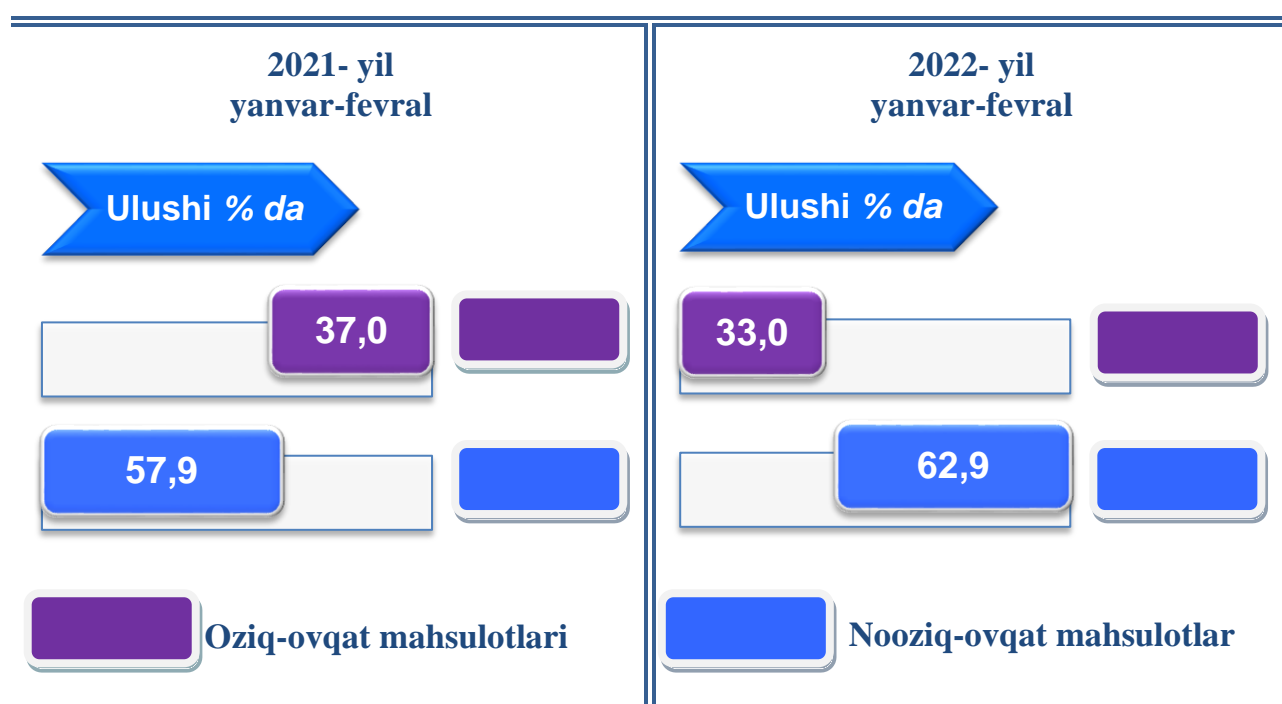 2021- yil
yanvar-fevral
Ulushi % da
37,0
57,9
Oziq-ovqat mahsulotlari
2022- yil
yanvar-fevral
Ulushi % da
33,0
62,9
Nooziq-ovqat mahsulotlar